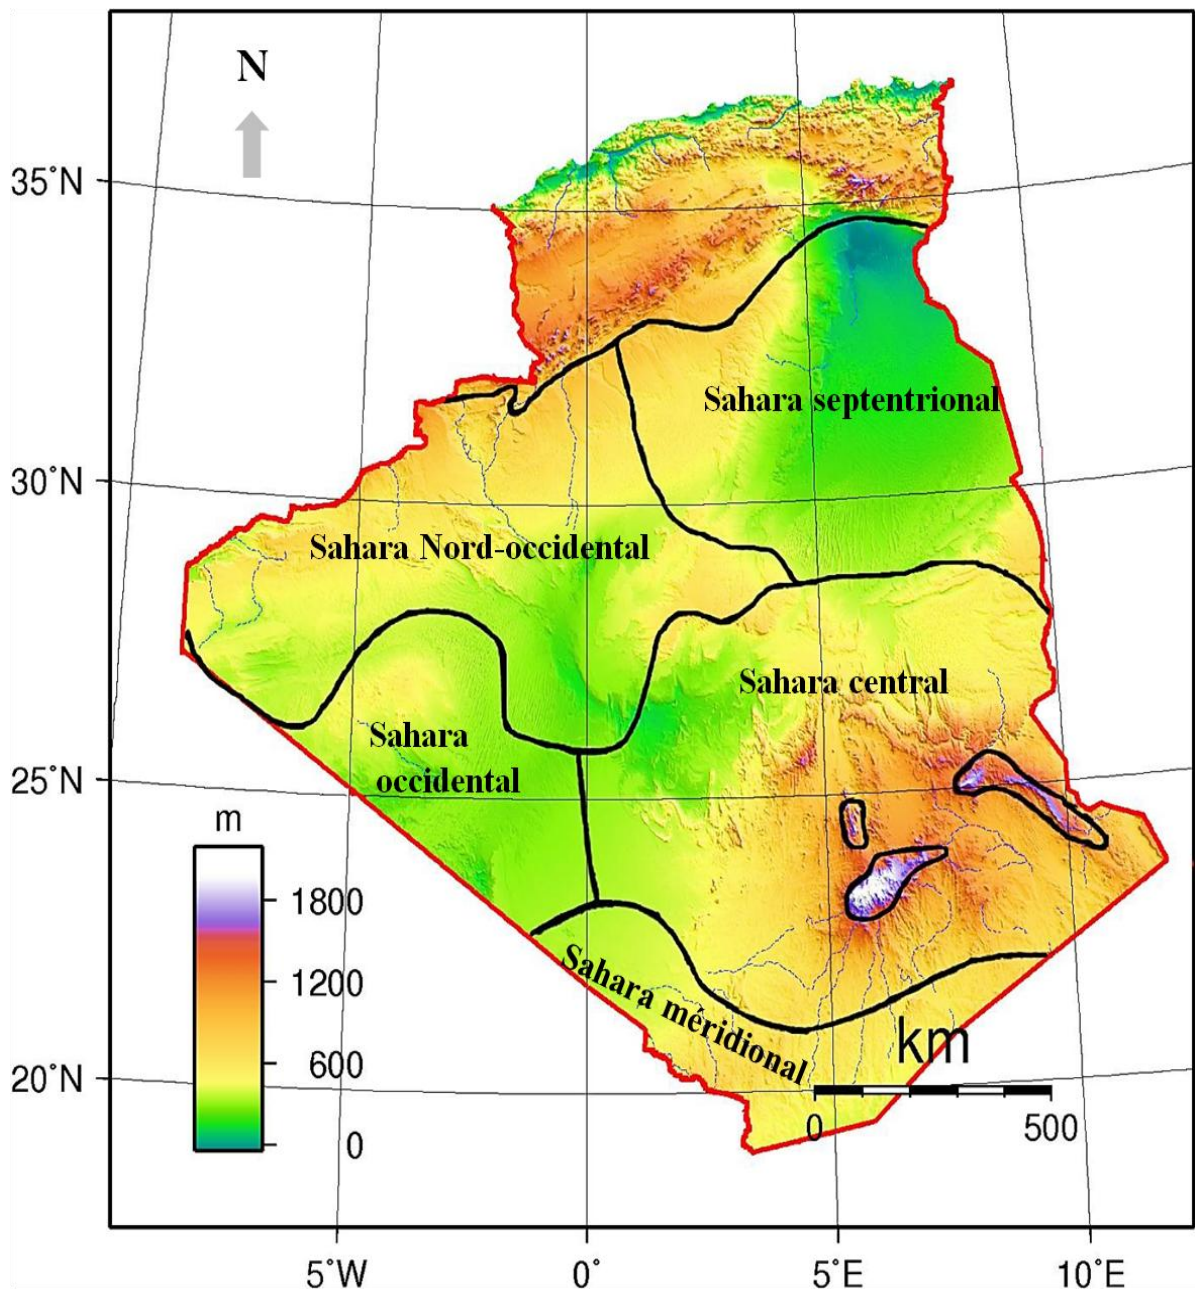 N
35°N
Sahara septentrional
30°N
Sahara Nord-occidental
Sahara central
Sahara
occidental
25°N
m
1800
1200
600
0
Sahara méridional
km
20°N
0
500
5°W
0°
5°E
10°E